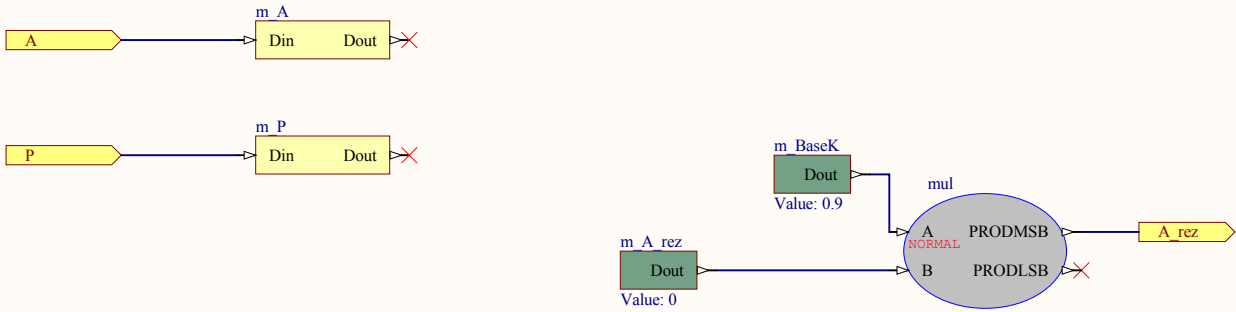 m_A
A
Din Dout
m_P
P
Din Dout
m_BaseK
Dout
Value: 0.9
mul
A PRODMSB
NORMAL
A_rez
m_A_rez
Dout
B PRODLSB
Value: 0